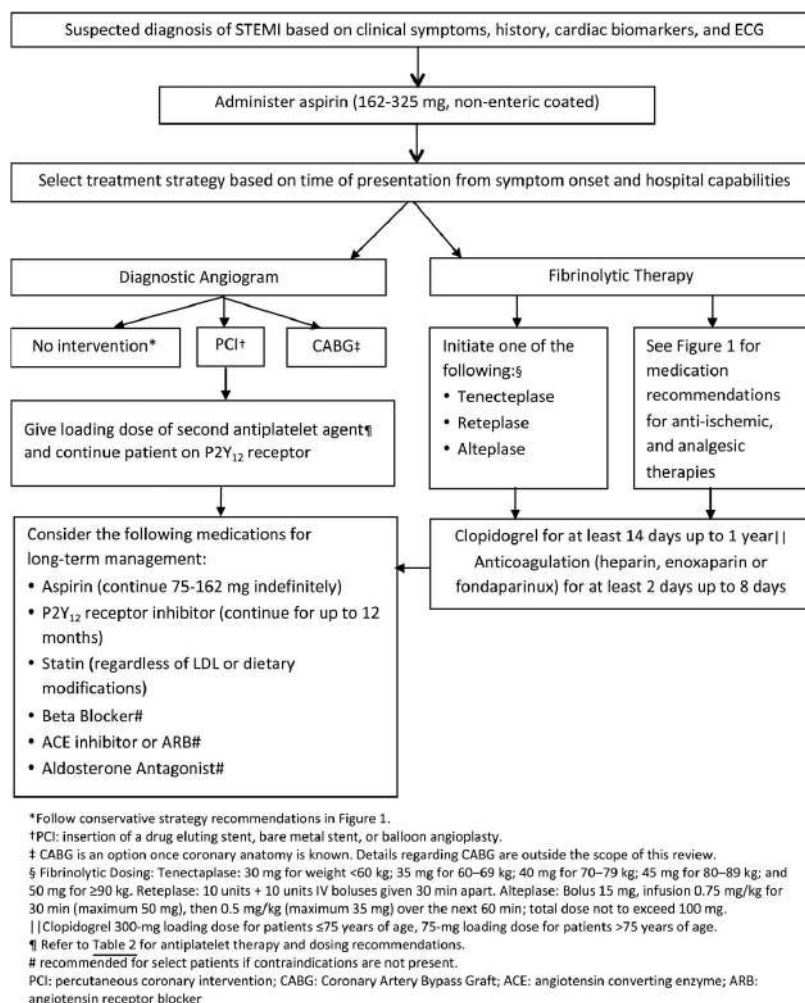 Suspected diagnosis of STEMI based on clinical symptoms, history, cardiac biomarkers, and ECG
Administer aspirin (162-325 mg, non-enteric coated)
Select treatment strategy based on time of presentation from symptom onset and hospital capabilities
Diagnostic Angiogram
Fibrinolytic Therapy
No intervention*
PCI†
CABG‡
Initiate one of the
following:§
• Tenecteplase
• Reteplase
• Alteplase
See Figure 1 for
medication
recommendations
for anti-ischemic,
and analgesic
therapies
Give loading dose of second antiplatelet agent¶
and continue patient on P2Y₁₂ receptor
Clopidogrel for at least 14 days up to 1 year||
Anticoagulation (heparin, enoxaparin or
fondaparinux) for at least 2 days up to 8 days
Consider the following medications for
long-term management:
• Aspirin (continue 75-162 mg indefinitely)
• P2Y₁₂ receptor inhibitor (continue for up to 12
months)
• Statin (regardless of LDL or dietary
modifications)
• Beta Blocker#
• ACE inhibitor or ARB#
• Aldosterone Antagonist#
*Follow conservative strategy recommendations in Figure 1.
†PCI: insertion of a drug eluting stent, bare metal stent, or balloon angioplasty.
‡ CABG is an option once coronary anatomy is known. Details regarding CABG are outside the scope of this review.
§ Fibrinolytic Dosing: Tenectaplase: 30 mg for weight <60 kg; 35 mg for 60–69 kg; 40 mg for 70–79 kg; 45 mg for 80–89 kg; and
50 mg for ≥90 kg. Reteplase: 10 units + 10 units IV boluses given 30 min apart. Alteplase: Bolus 15 mg, infusion 0.75 mg/kg for
30 min (maximum 50 mg), then 0.5 mg/kg (maximum 35 mg) over the next 60 min; total dose not to exceed 100 mg.
||Clopidogrel 300-mg loading dose for patients ≤75 years of age, 75-mg loading dose for patients >75 years of age.
¶ Refer to Table 2 for antiplatelet therapy and dosing recommendations.
# recommended for select patients if contraindications are not present.
PCI: percutaneous coronary intervention; CABG: Coronary Artery Bypass Graft; ACE: angiotensin converting enzyme; ARB:
angiotensin receptor blocker